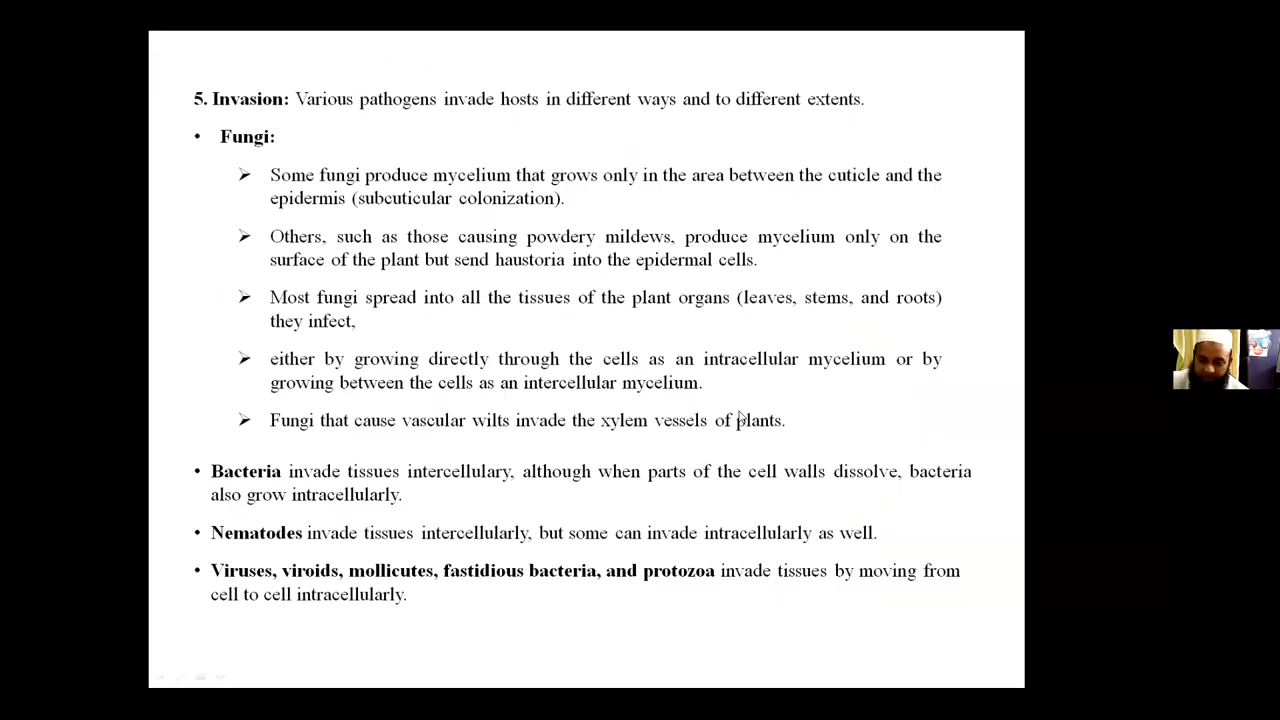 5. Invasion: Various pathogens invade hosts in different ways and to different extents.
• Fungi:
➢ Some fungi produce mycelium that grows only in the area between the cuticle and the
epidermis (subcuticular colonization).
➢ Others, such as those causing powdery mildews, produce mycelium only on the
surface of the plant but send haustoria into the epidermal cells.
➢ Most fungi spread into all the tissues of the plant organs (leaves, stems, and roots)
they infect,
➢ either by growing directly through the cells as an intracellular mycelium or by
growing between the cells as an intercellular mycelium.
➢ Fungi that cause vascular wilts invade the xylem vessels of plants.
• Bacteria invade tissues intercellulary, although when parts of the cell walls dissolve, bacteria
also grow intracellularly.
• Nematodes invade tissues intercellularly, but some can invade intracellularly as well.
• Viruses, viroids, mollicutes, fastidious bacteria, and protozoa invade tissues by moving from
cell to cell intracellularly.